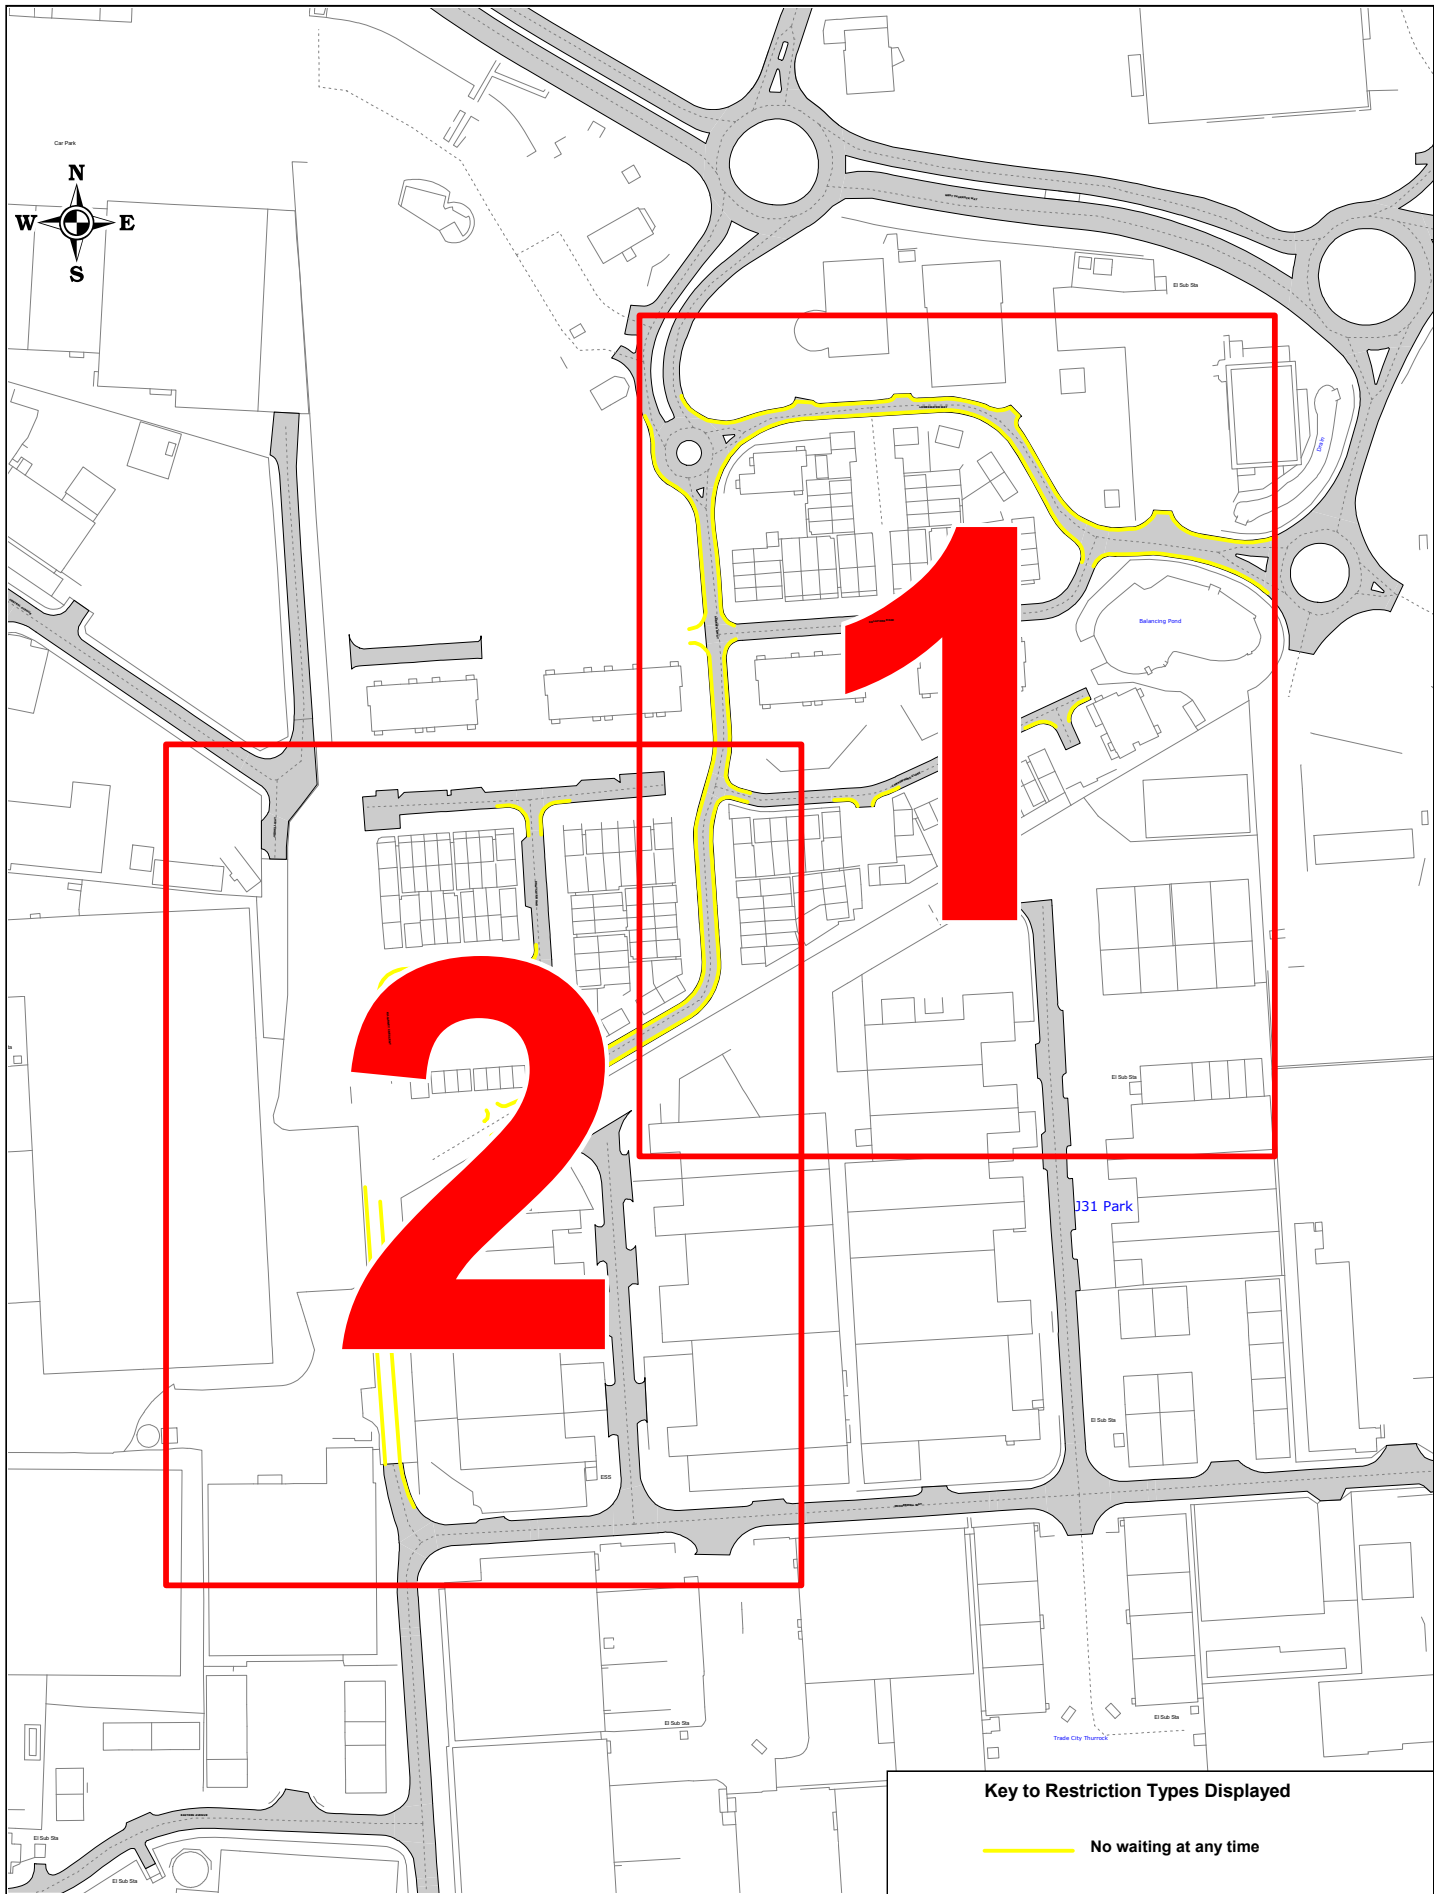 Car Park
N
W E
S
El Sub Sta
Drain
Balancing Pond
1
2
El Sub Sta
J31 Park
El Sub Sta
ESS
El Sub Sta
El Sub Sta
Trade City Thurrock
El Sub Sta
El Sub Sta
Key to Restriction Types Displayed
No waiting at any time